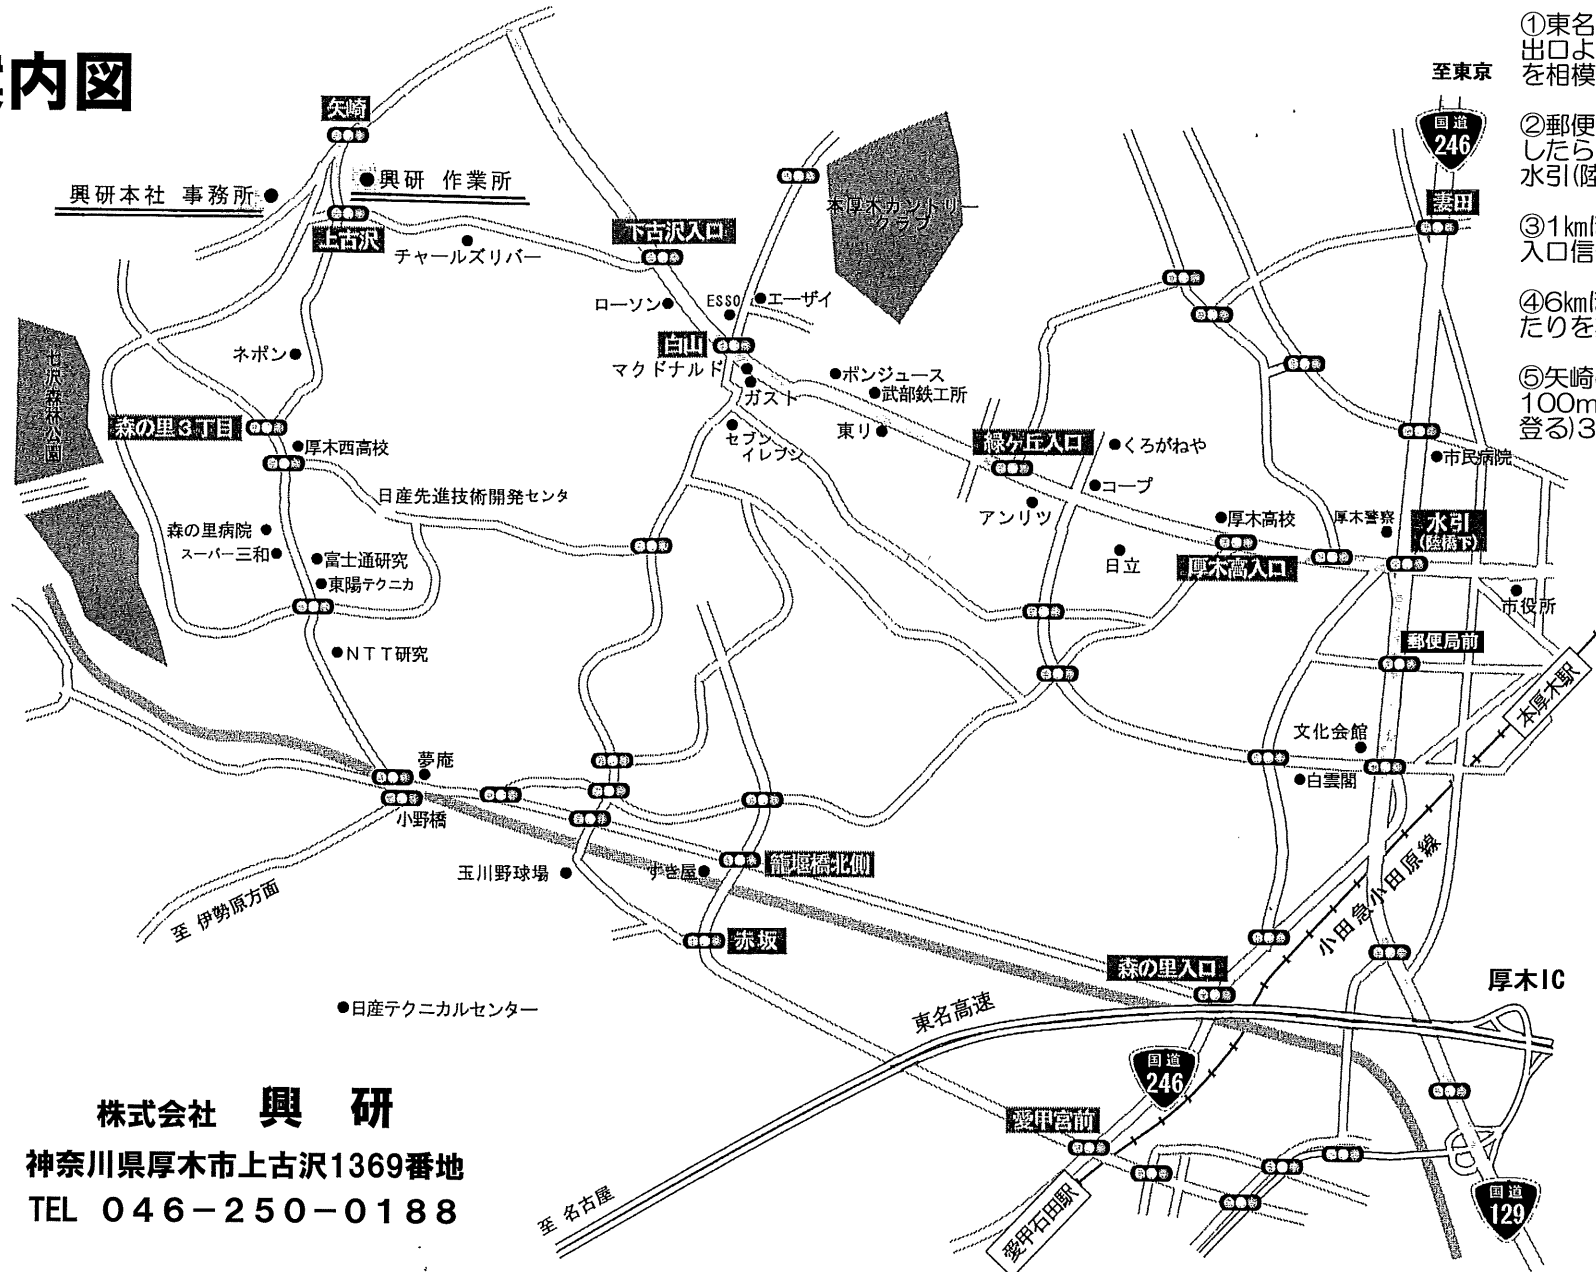 案内図
矢崎
興研本社 事務所
興研 作業所
上古沢
チャールズリバー
下古沢入口
ローソン
ESSO
エーザイ
白山
マクドナルド
ガスト
セブン
イレブン
本厚木カントリー
クラブ
ボンジュース
武部鉄工所
東リ
緑ヶ丘入口
くろがねや
コープ
アンリツ
日立
厚木高校
厚木高入口
厚木警察
水引
(陸橋下)
市民病院
市役所
郵便局前
本厚木駅
文化会館
白雲閣
至東京
国道
246
妻田
七沢森林公園
ネポン
森の里3丁目
厚木西高校
日産先進技術開発センタ
森の里病院
スーパー三和
富士通研究
東陽テクニカ
NTT研究
夢庵
小野橋
至 伊勢原方面
玉川野球場
すき屋
籠堰橋北側
赤坂
日産テクニカルセンター
森の里入口
東名高速
小田急小田原線
厚木IC
国道
246
愛甲宮前
愛甲石田駅
至 名古屋
国道
129
株式会社 興 研
神奈川県厚木市上古沢1369番地
TEL 046-250-0188
①東名
出口よ
を相模
②郵便
したら
水引(陸
③1km
入口信
④6km
たりを
⑤矢崎
100m
登る)3